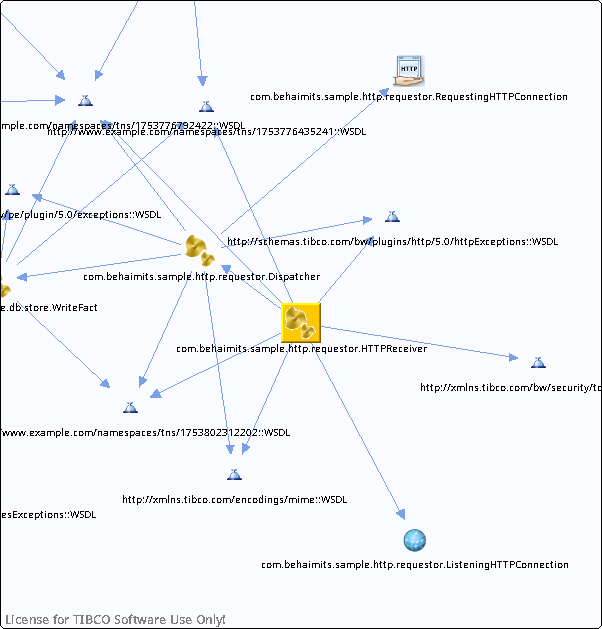 HTTP
com.behaimits.sample.http.requestor.RequestingHTTPConnection
mple.com/namespaces/tns/1753776792422::WSDL
http://www.example.com/namespaces/tns/1753776435241::WSDL
/pe/plugin/5.0/exceptions::WSDL
http://schemas.tibco.com/bw/plugins/http/5.0/httpExceptions::WSDL
com.behaimits.sample.http.requestor.Dispatcher
e.db.store.WriteFact
com.behaimits.sample.http.requestor.HTTPReceiver
http://xmlns.tibco.com/bw/security/to
/www.example.com/namespaces/tns/1753802312202::WSDL
http://xmlns.tibco.com/encodings/mime::WSDL
esExceptions::WSDL
com.behaimits.sample.http.requestor.ListeningHTTPConnection
License for TIBCO Software Use Only!